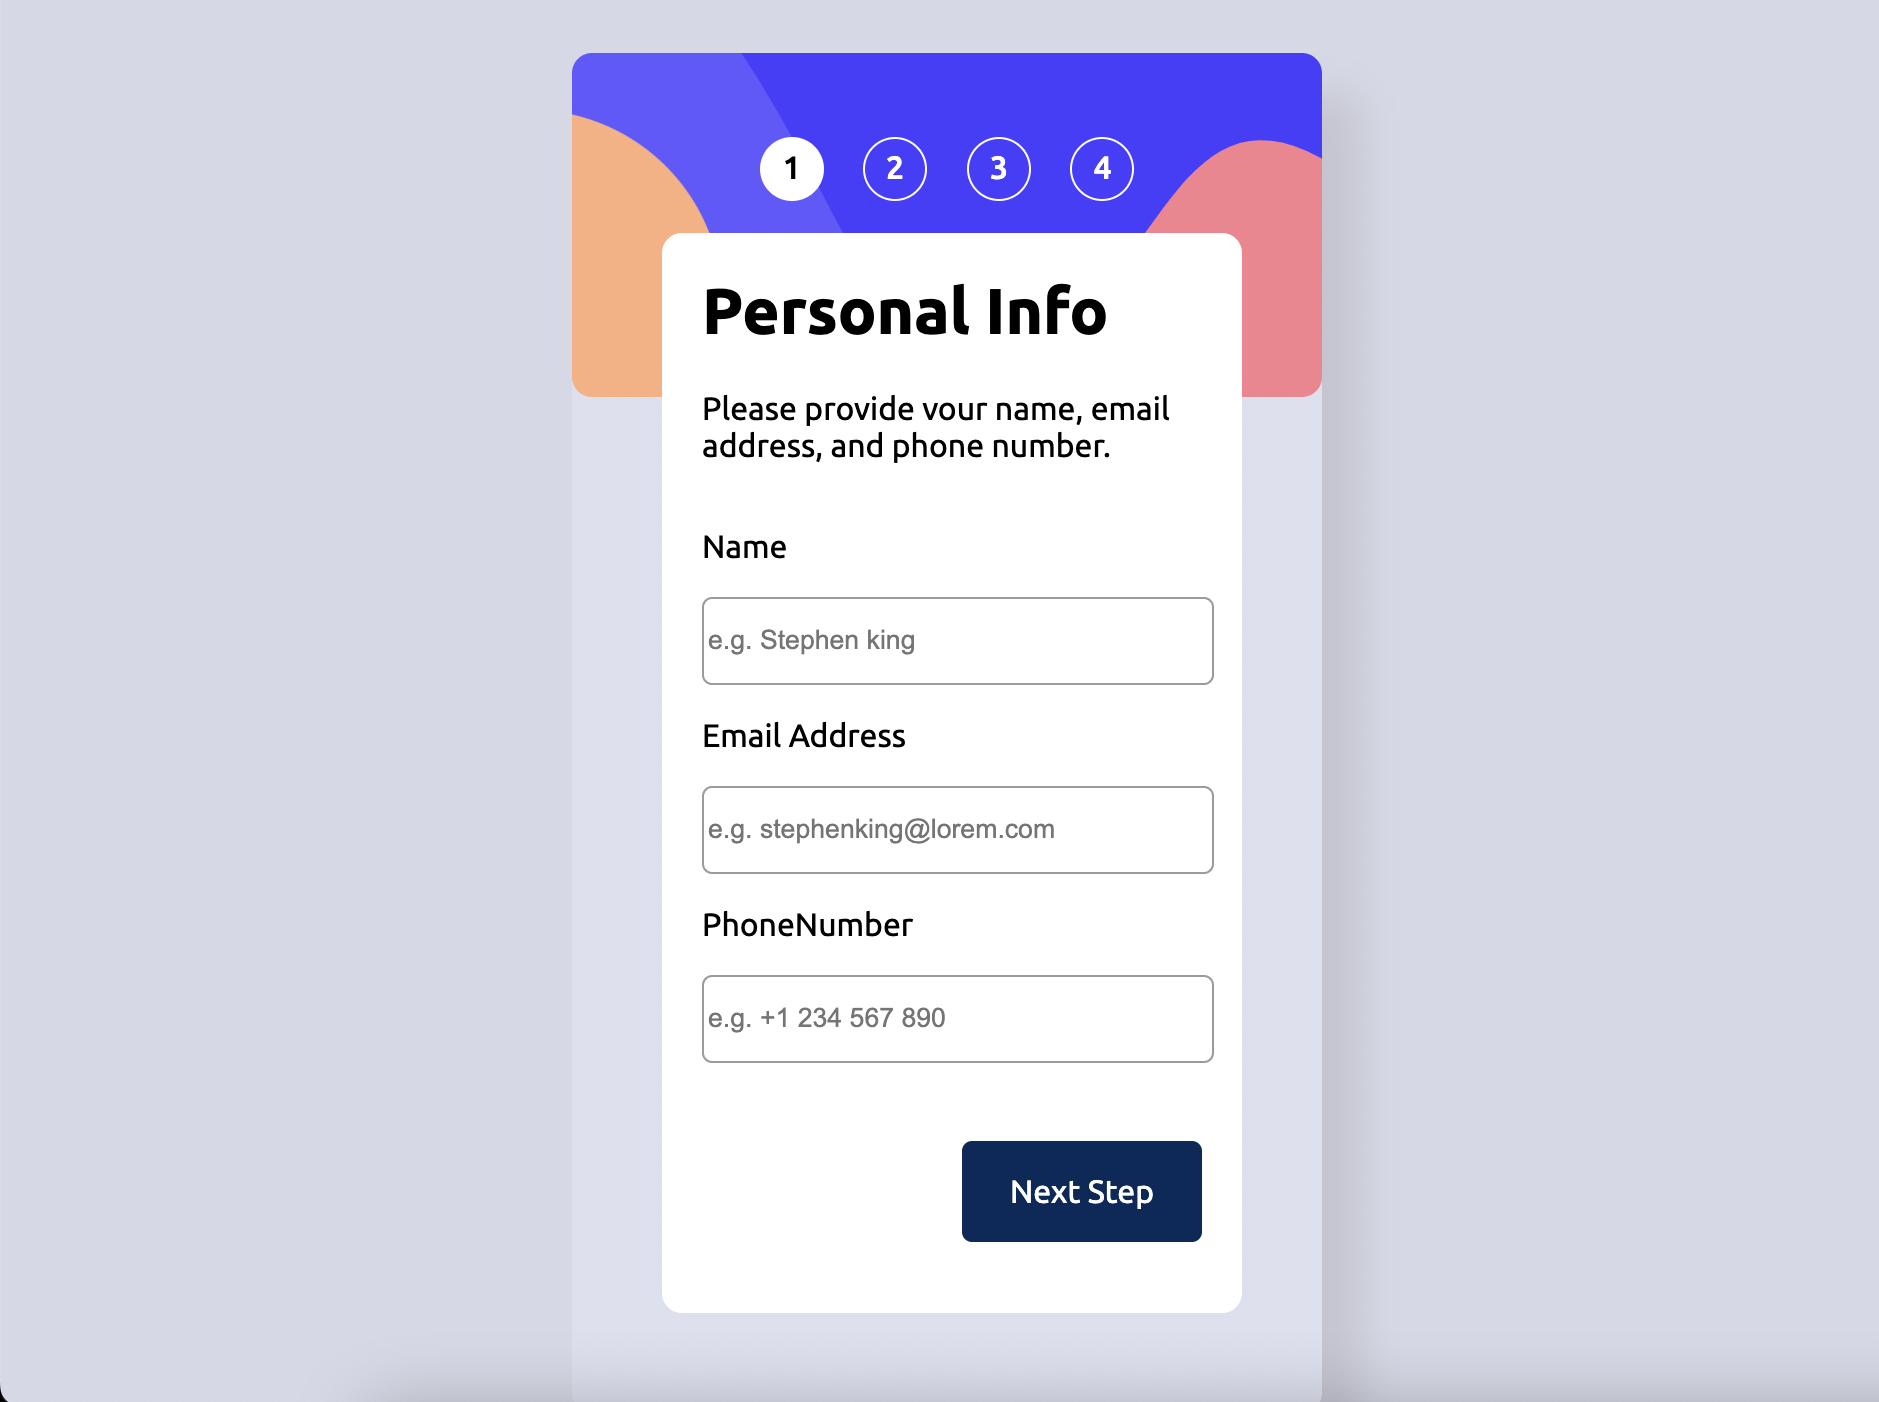 1 2 3 4
Personal Info
Please provide vour name, email
address, and phone number.
Name
e.g. Stephen king
Email Address
e.g. stephenking@lorem.com
PhoneNumber
e.g. +1 234 567 890
Next Step